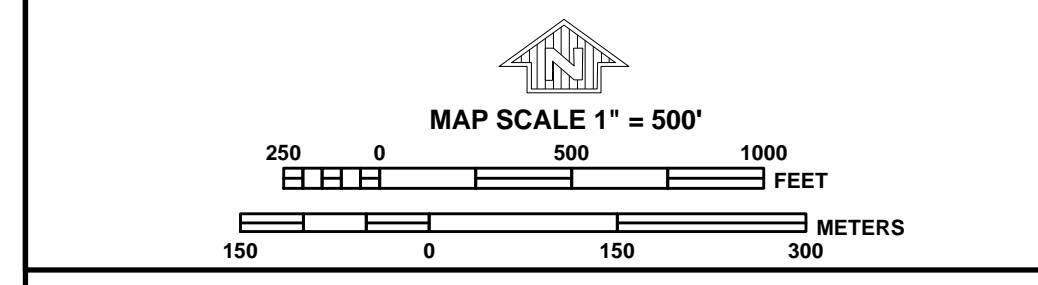 N
MAP SCALE 1" = 500'
250 0 500 1000
FEET
METERS
150 0 150 300